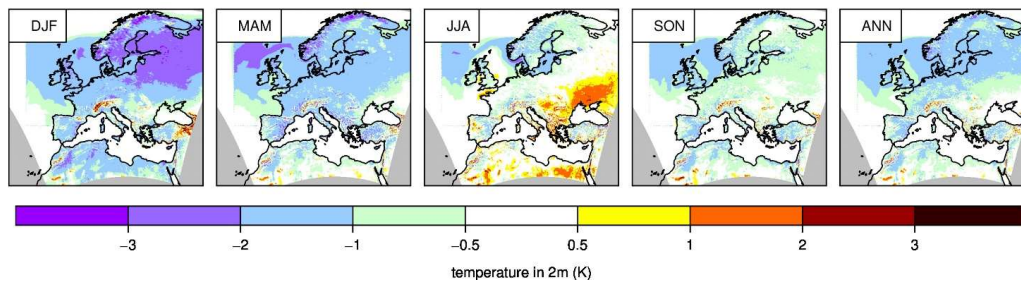 DJF MAM JJA SON ANN
−3 −2 −1 −0.5 0.5 1 2 3
temperature in 2m (K)